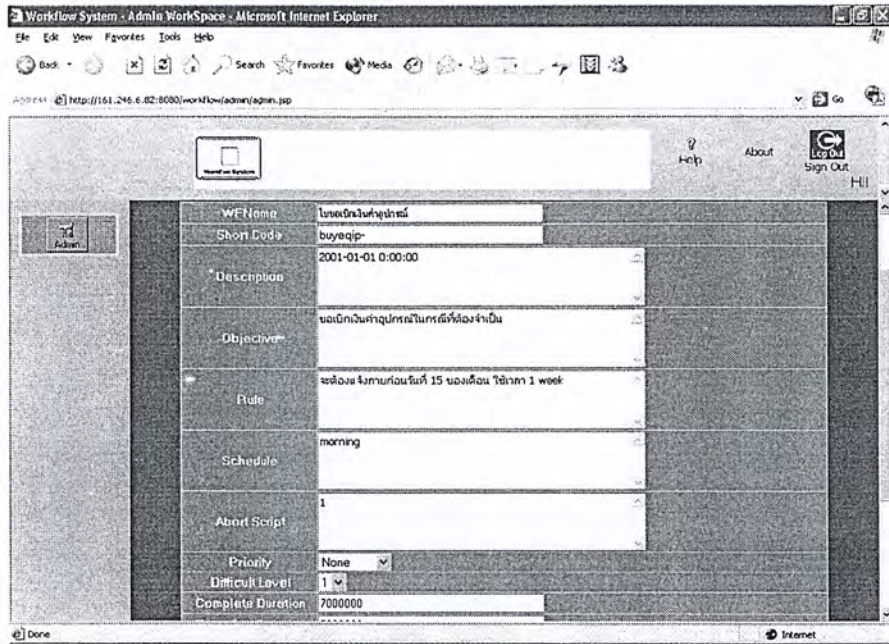 Workflow System - Admin WorkSpace - Microsoft Internet Explorer
File Edit View Favorites Tools Help
Back Search Favorites Media
Address http://161.246.6.82:8080/workflow/admin/admin.jsp Go
Workflow System
Help About Log Out
Sign Out
Hi!
Admin
WFName ใบขอเบิกเงินค่าอุปกรณ์
Short Code buyeqip-
Description 2001-01-01 0:00:00
Objective ขอเบิกเงินค่าอุปกรณ์ในกรณีที่ต้องจำเป็น
Rule จะต้องแจ้งภายก่อนวันที่ 15 ของเดือน ใช้เวลา 1 week
Schedule morning
Abort Script 1
Priority None
Difficult Level 1
Complete Duration 7000000
Done Internet